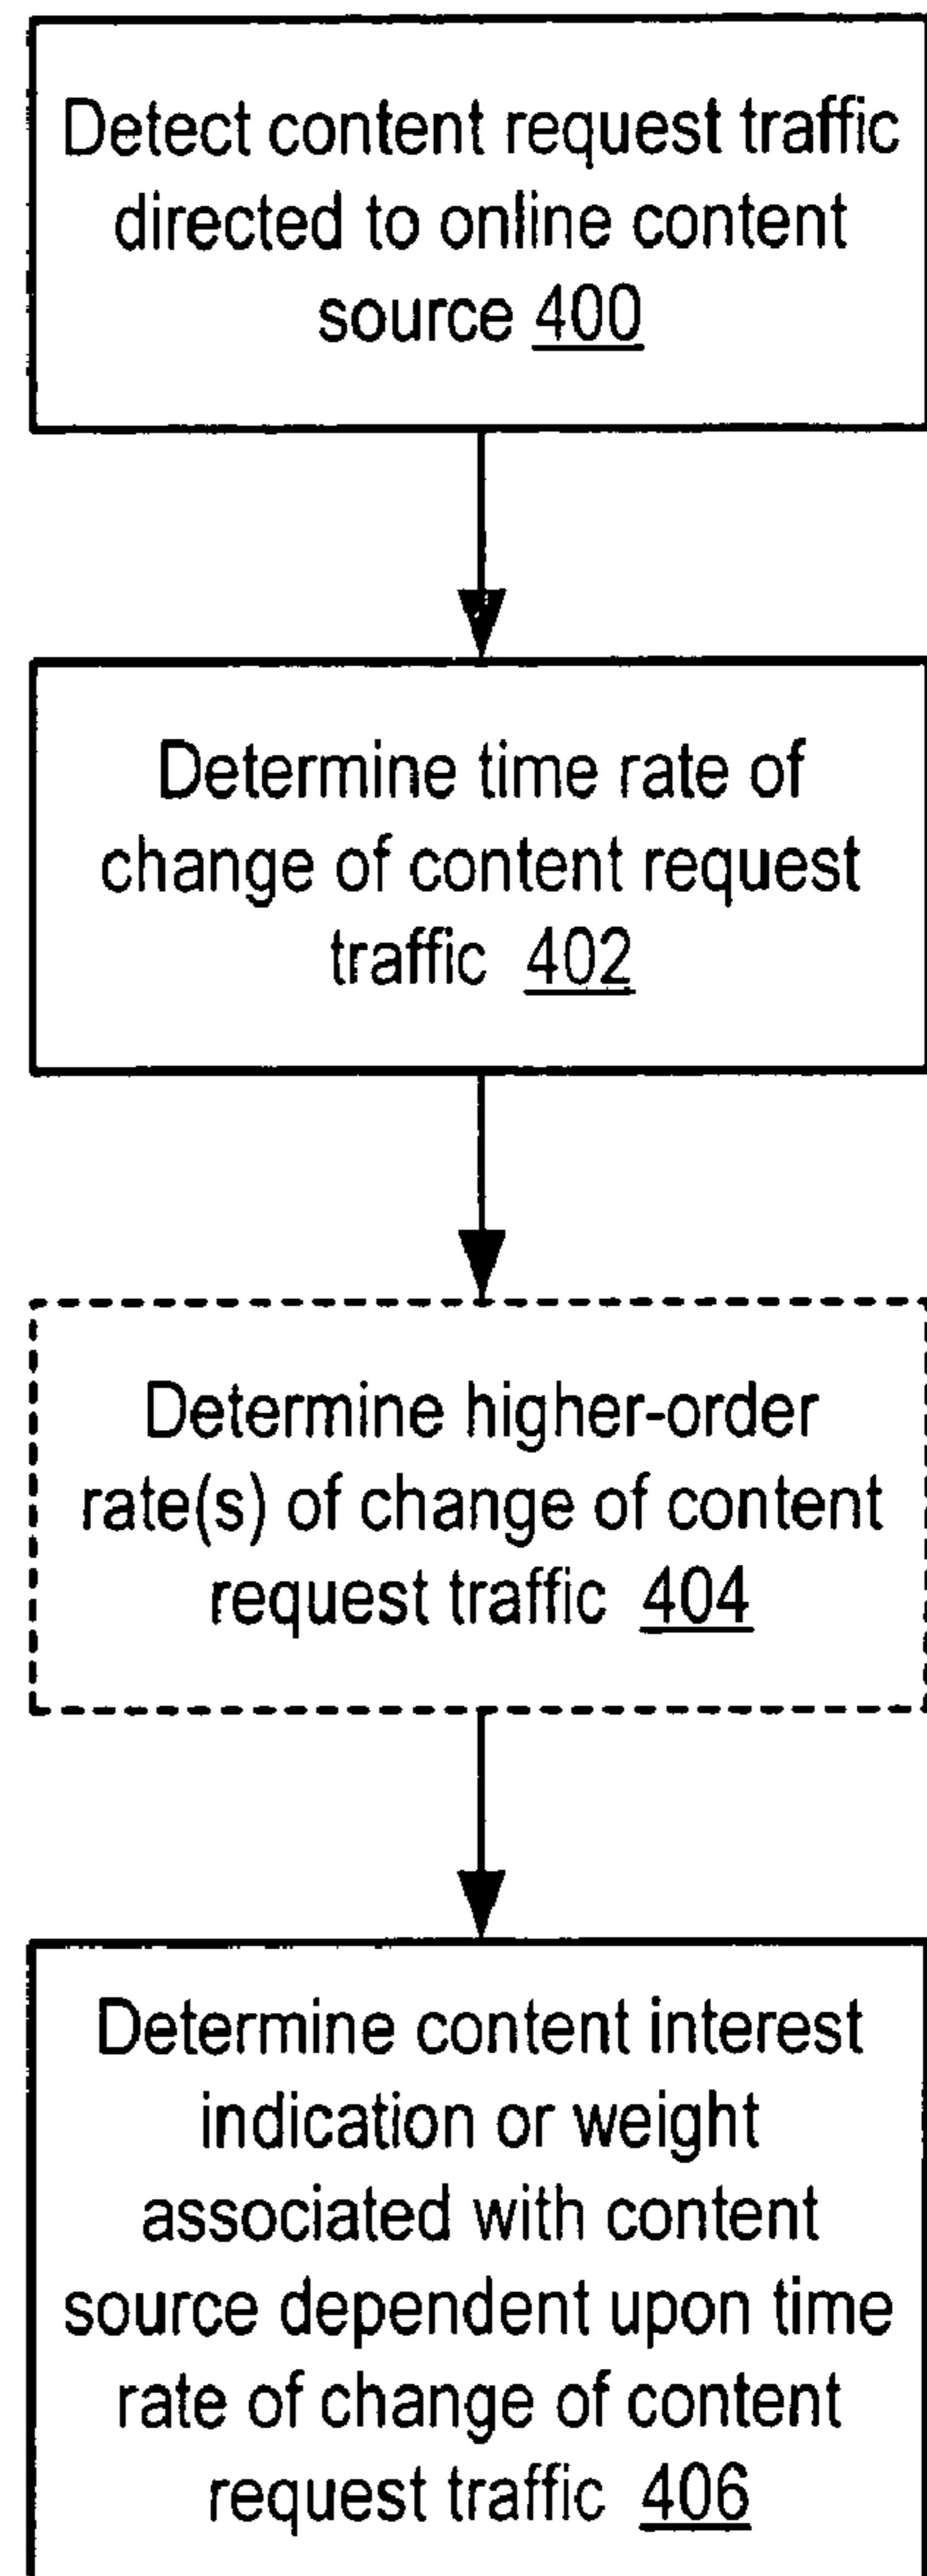 Detect content request traffic
directed to online content
source 400
Determine time rate of
change of content request
traffic 402
Determine higher-order
rate(s) of change of content
request traffic 404
Determine content interest
indication or weight
associated with content
source dependent upon time
rate of change of content
request traffic 406